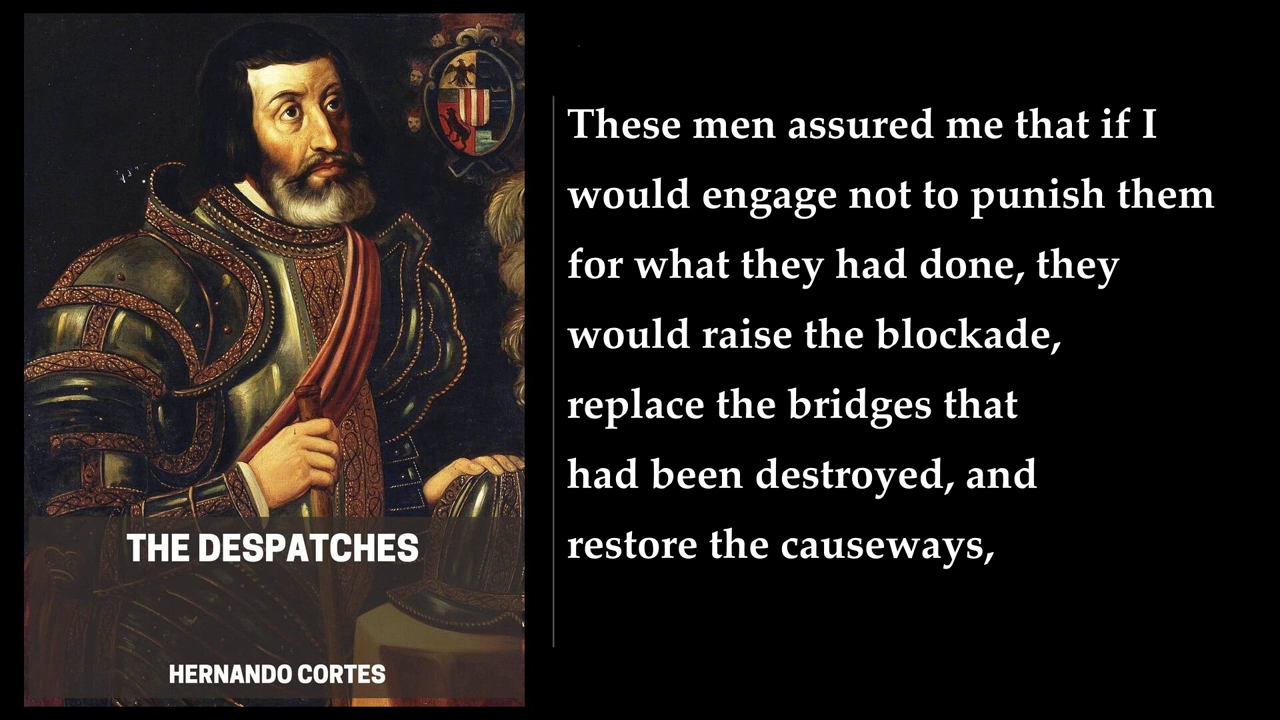 THE DESPATCHES
HERNANDO CORTES
These men assured me that if I
would engage not to punish them
for what they had done, they
would raise the blockade,
replace the bridges that
had been destroyed, and
restore the causeways,